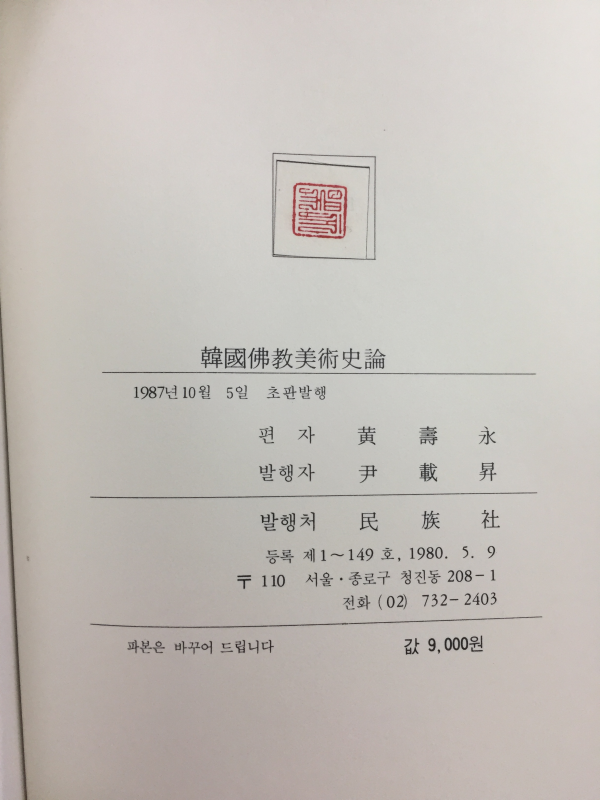 韓國佛教美術史論
1987년 10월 5일 초판발행
편 자 黄 壽 永
발행자 尹 載 昇
발행처 民 族 社
등록 제1~149호, 1980. 5. 9
〒110 서울·종로구 청진동 208-1
전화 (02) 732-2403
파본은 바꾸어 드립니다 값 9,000원